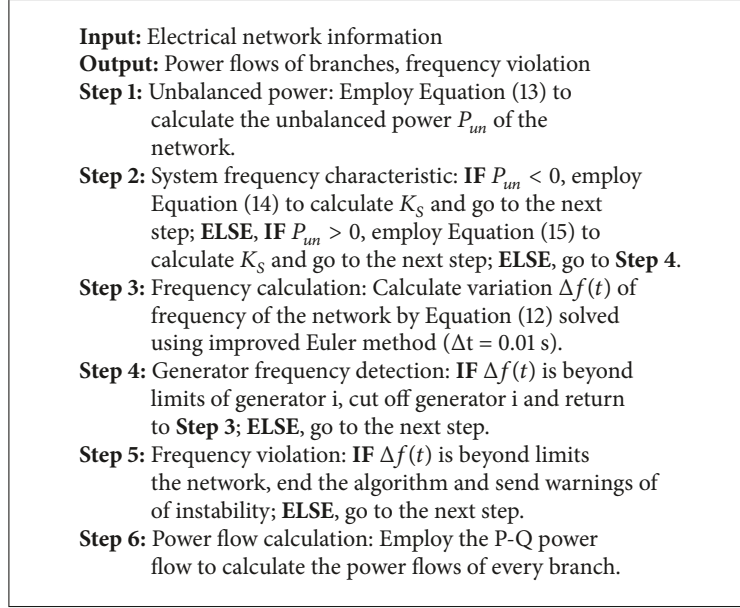 Input: Electrical network information
Output: Power flows of branches, frequency violation
Step 1: Unbalanced power: Employ Equation (13) to
calculate the unbalanced power P_un of the
network.
Step 2: System frequency characteristic: IF P_un < 0, employ
Equation (14) to calculate K_S and go to the next
step; ELSE, IF P_un > 0, employ Equation (15) to
calculate K_S and go to the next step; ELSE, go to Step 4.
Step 3: Frequency calculation: Calculate variation Δf(t) of
frequency of the network by Equation (12) solved
using improved Euler method (Δt = 0.01 s).
Step 4: Generator frequency detection: IF Δf(t) is beyond
limits of generator i, cut off generator i and return
to Step 3; ELSE, go to the next step.
Step 5: Frequency violation: IF Δf(t) is beyond limits
the network, end the algorithm and send warnings of
of instability; ELSE, go to the next step.
Step 6: Power flow calculation: Employ the P-Q power
flow to calculate the power flows of every branch.